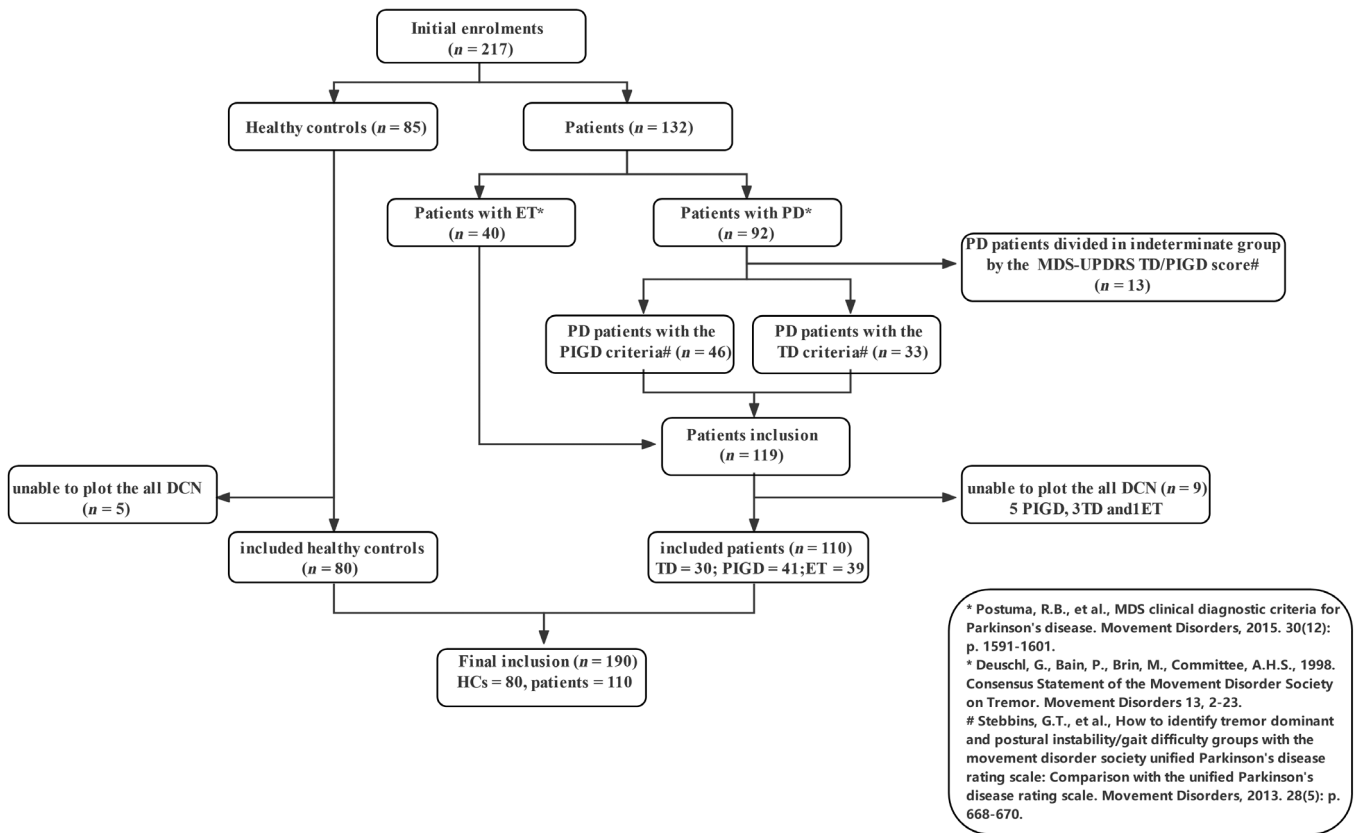 Initial enrolments
(n = 217)
Healthy controls (n = 85)
Patients (n = 132)
Patients with ET*
(n = 40)
Patients with PD*
(n = 92)
PD patients divided in indeterminate group
by the MDS-UPDRS TD/PIGD score#
(n = 13)
PD patients with the
PIGD criteria# (n = 46)
PD patients with the
TD criteria# (n = 33)
Patients inclusion
(n = 119)
unable to plot the all DCN
(n = 5)
unable to plot the all DCN (n = 9)
5 PIGD, 3TD and1ET
included healthy controls
(n = 80)
included patients (n = 110)
TD = 30; PIGD = 41;ET = 39
Final inclusion (n = 190)
HCs = 80, patients = 110
* Postuma, R.B., et al., MDS clinical diagnostic criteria for
Parkinson's disease. Movement Disorders, 2015. 30(12):
p. 1591-1601.
* Deuschl, G., Bain, P., Brin, M., Committee, A.H.S., 1998.
Consensus Statement of the Movement Disorder Society
on Tremor. Movement Disorders 13, 2-23.
# Stebbins, G.T., et al., How to identify tremor dominant
and postural instability/gait difficulty groups with the
movement disorder society unified Parkinson's disease
rating scale: Comparison with the unified Parkinson's
disease rating scale. Movement Disorders, 2013. 28(5): p.
668-670.